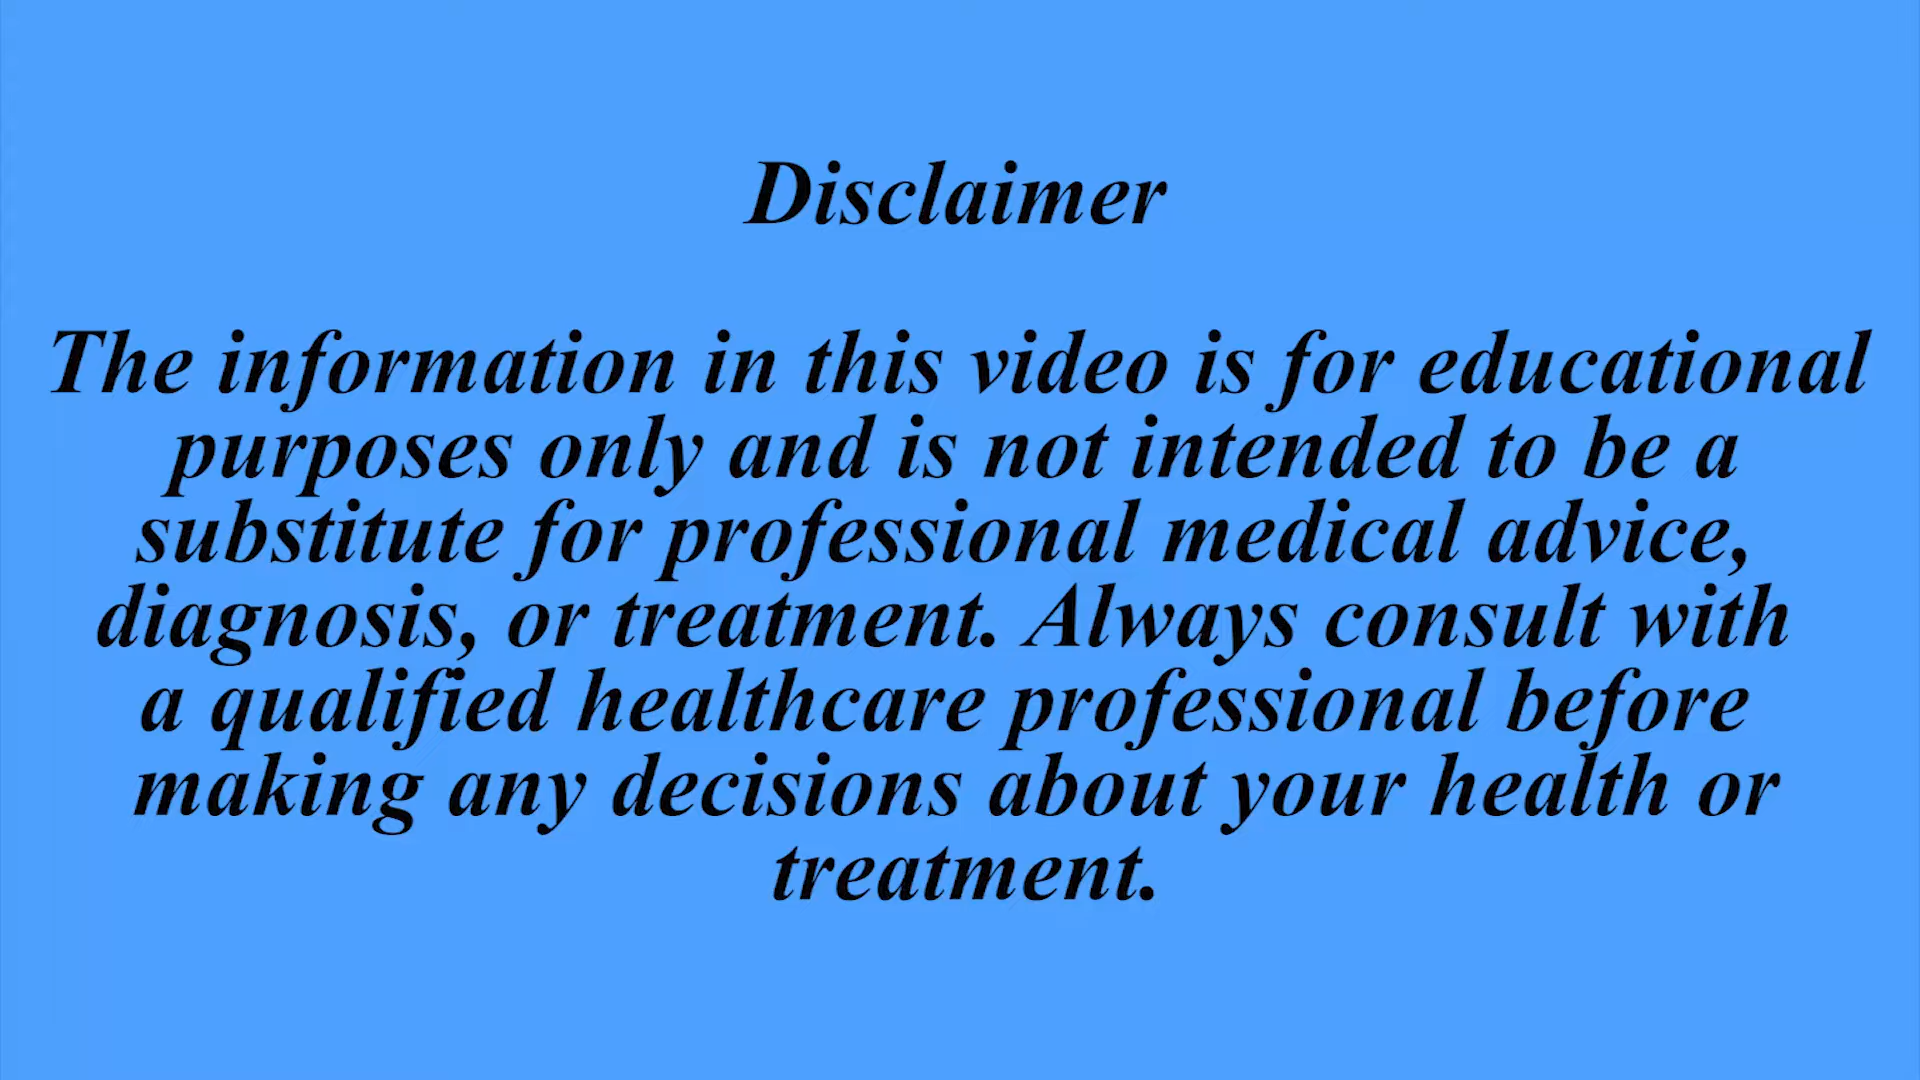 Disclaimer
The information in this video is for educational
purposes only and is not intended to be a
substitute for professional medical advice,
diagnosis, or treatment. Always consult with
a qualified healthcare professional before
making any decisions about your health or
treatment.